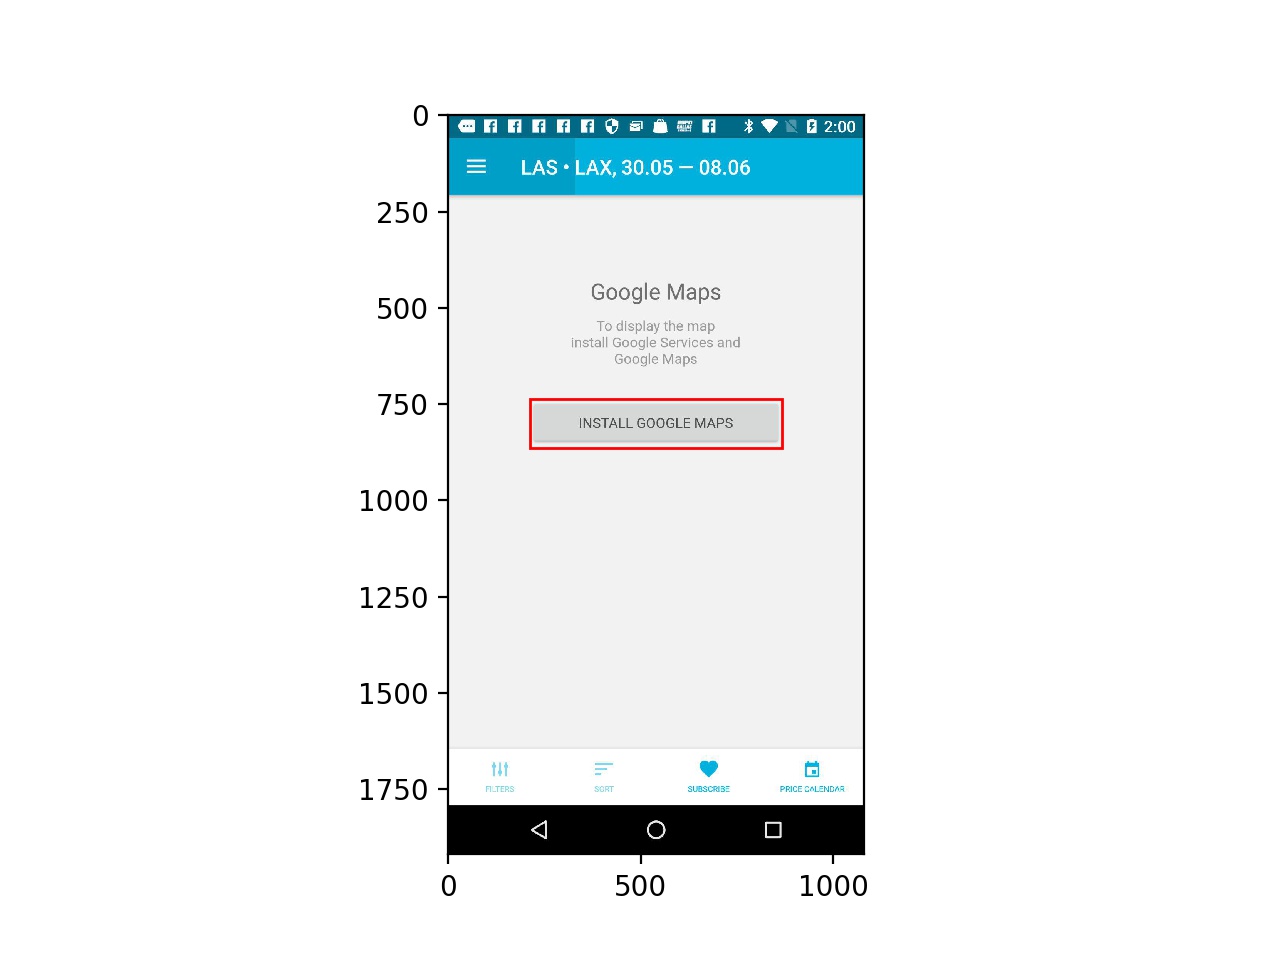 0
250
500
750
1000
1250
1500
1750
2:00
LAS • LAX, 30.05 — 08.06
Google Maps
To display the map
install Google Services and
Google Maps
INSTALL GOOGLE MAPS
FILTERS
SORT
SUBSCRIBE
PRICE CALENDAR
0
500
1000